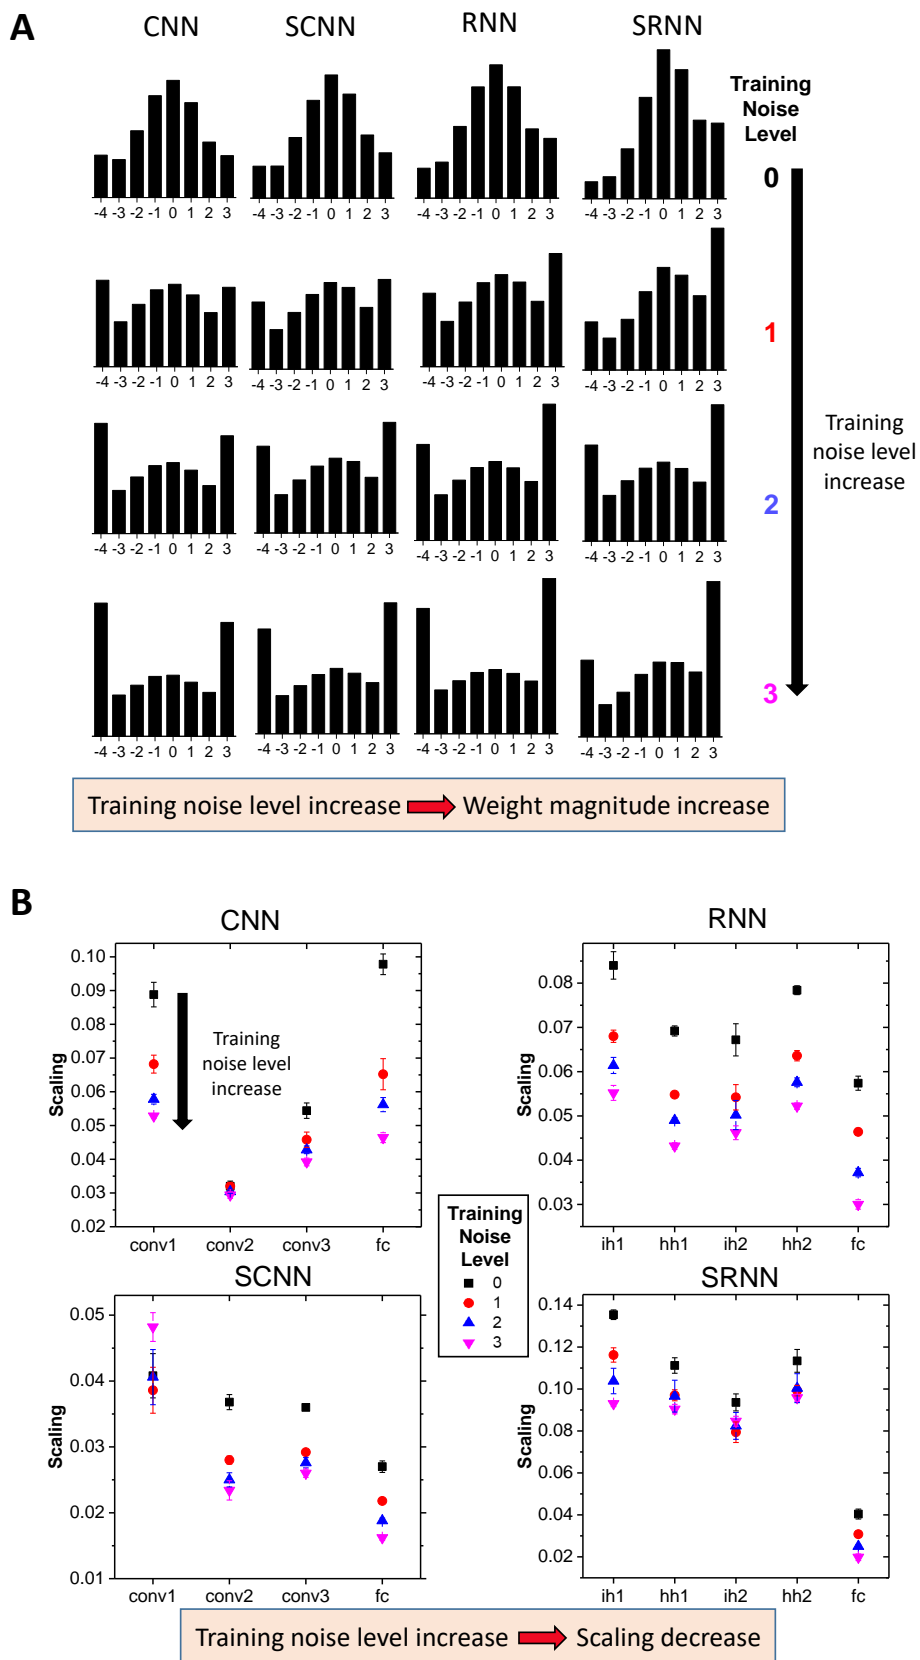 A
CNN SCNN RNN SRNN
Training
Noise
Level
0
-4 -3 -2 -1 0 1 2 3 -4 -3 -2 -1 0 1 2 3 -4 -3 -2 -1 0 1 2 3 -4 -3 -2 -1 0 1 2 3
1
-4 -3 -2 -1 0 1 2 3 -4 -3 -2 -1 0 1 2 3 -4 -3 -2 -1 0 1 2 3 -4 -3 -2 -1 0 1 2 3
Training
noise level
increase
2
-4 -3 -2 -1 0 1 2 3 -4 -3 -2 -1 0 1 2 3 -4 -3 -2 -1 0 1 2 3 -4 -3 -2 -1 0 1 2 3
3
-4 -3 -2 -1 0 1 2 3 -4 -3 -2 -1 0 1 2 3 -4 -3 -2 -1 0 1 2 3 -4 -3 -2 -1 0 1 2 3
Training noise level increase Weight magnitude increase
B
CNN
0.10
0.09
0.08
0.07
0.06
0.05
0.04
0.03
0.02
Scaling
Training
noise level
increase
conv1 conv2 conv3 fc
RNN
0.08
0.07
0.06
0.05
0.04
0.03
Scaling
ih1 hh1 ih2 hh2 fc
Training
Noise
Level
0
1
2
3
SCNN
0.05
0.04
0.03
0.02
0.01
Scaling
conv1 conv2 conv3 fc
SRNN
0.14
0.12
0.10
0.08
0.06
0.04
0.02
Scaling
ih1 hh1 ih2 hh2 fc
Training noise level increase Scaling decrease